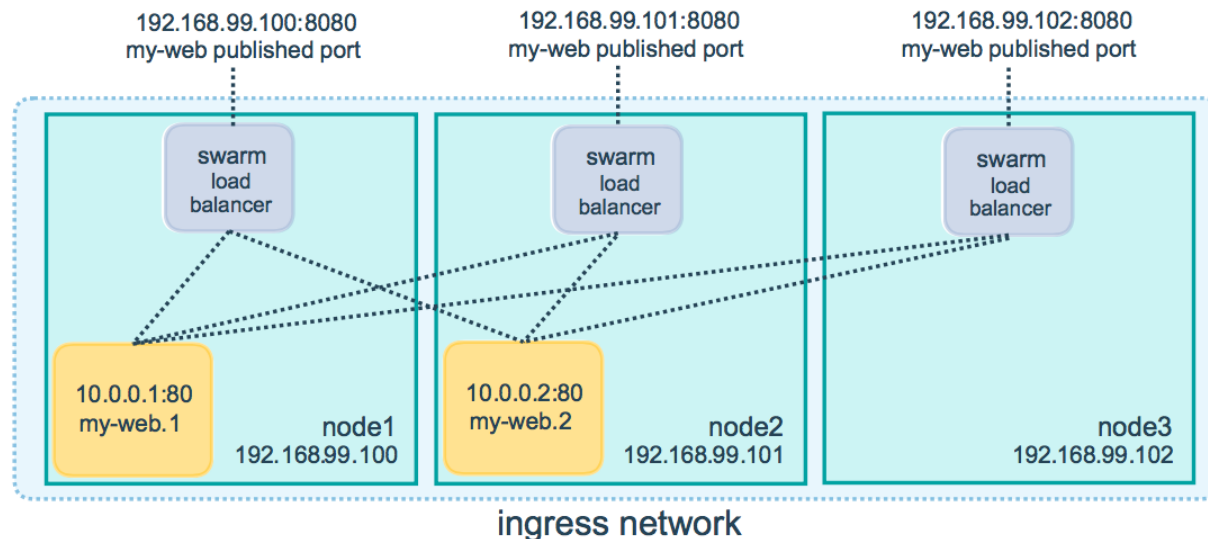 192.168.99.100:8080
my-web published port
192.168.99.101:8080
my-web published port
192.168.99.102:8080
my-web published port
swarm
load
balancer
swarm
load
balancer
swarm
load
balancer
10.0.0.1:80
my-web.1
node1
192.168.99.100
10.0.0.2:80
my-web.2
node2
192.168.99.101
node3
192.168.99.102
ingress network